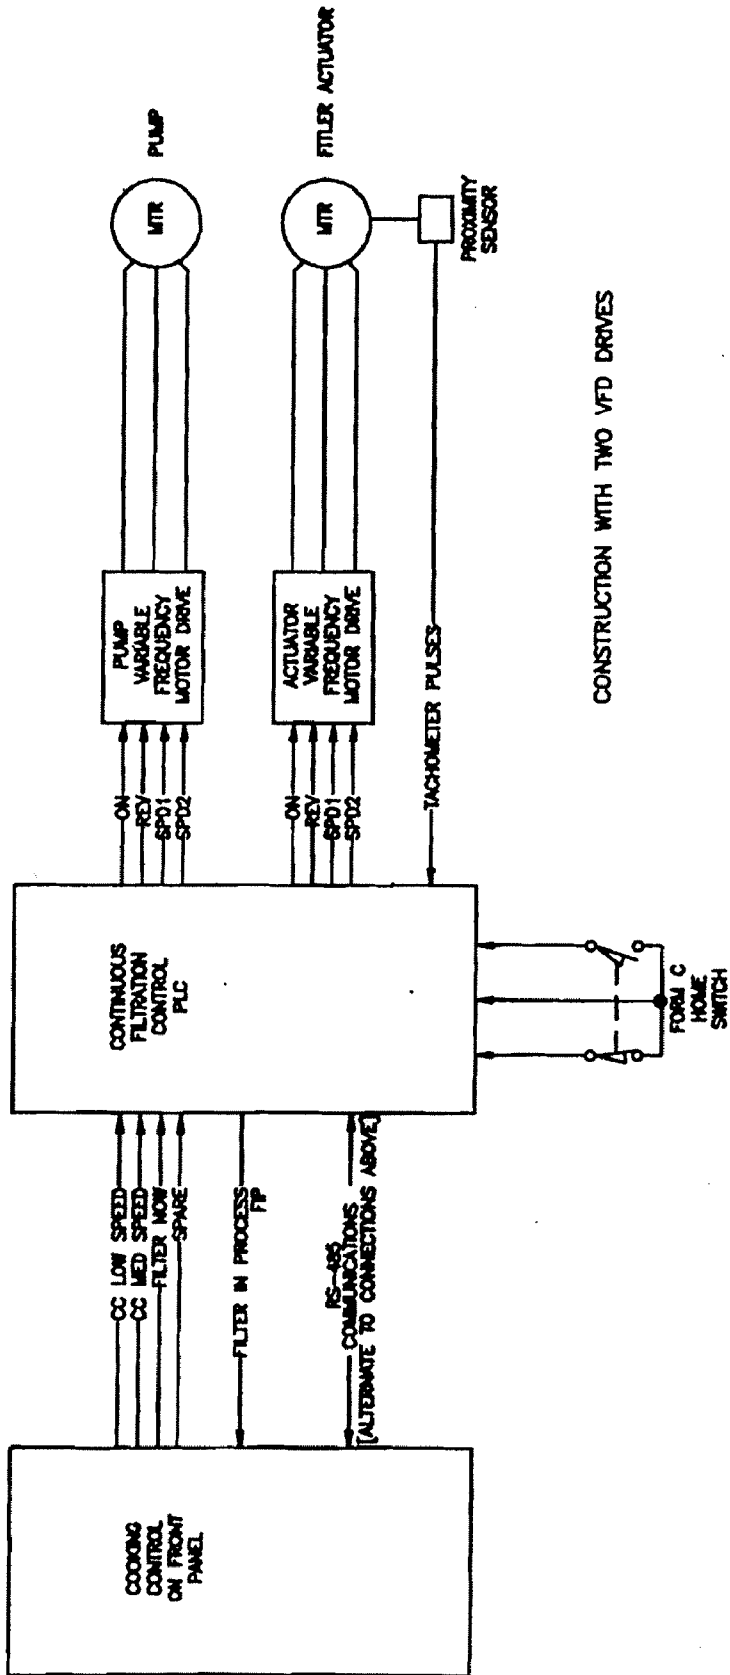 COOKING
CONTROL
ON FRONT
PANEL
CC LOW SPEED
CC MED SPEED
FILTER NOW
SPARE
FILTER IN PROCESS
FIP
RS-485
COMMUNICATIONS
[ALTERNATE TO CONNECTIONS ABOVE]
CONTINUOUS
FILTRATION
CONTROL
PLC
FORM C
HOME
SWITCH
ON
REV
SPD1
SPD2
ON
REV
SPD1
SPD2
TACHOMETER PULSES
PUMP
VARIABLE
FREQUENCY
MOTOR DRIVE
ACTUATOR
VARIABLE
FREQUENCY
MOTOR DRIVE
MTR
PUMP
MTR
FITLER ACTUATOR
PROXIMITY
SENSOR
CONSTRUCTION WITH TWO VFD DRIVES